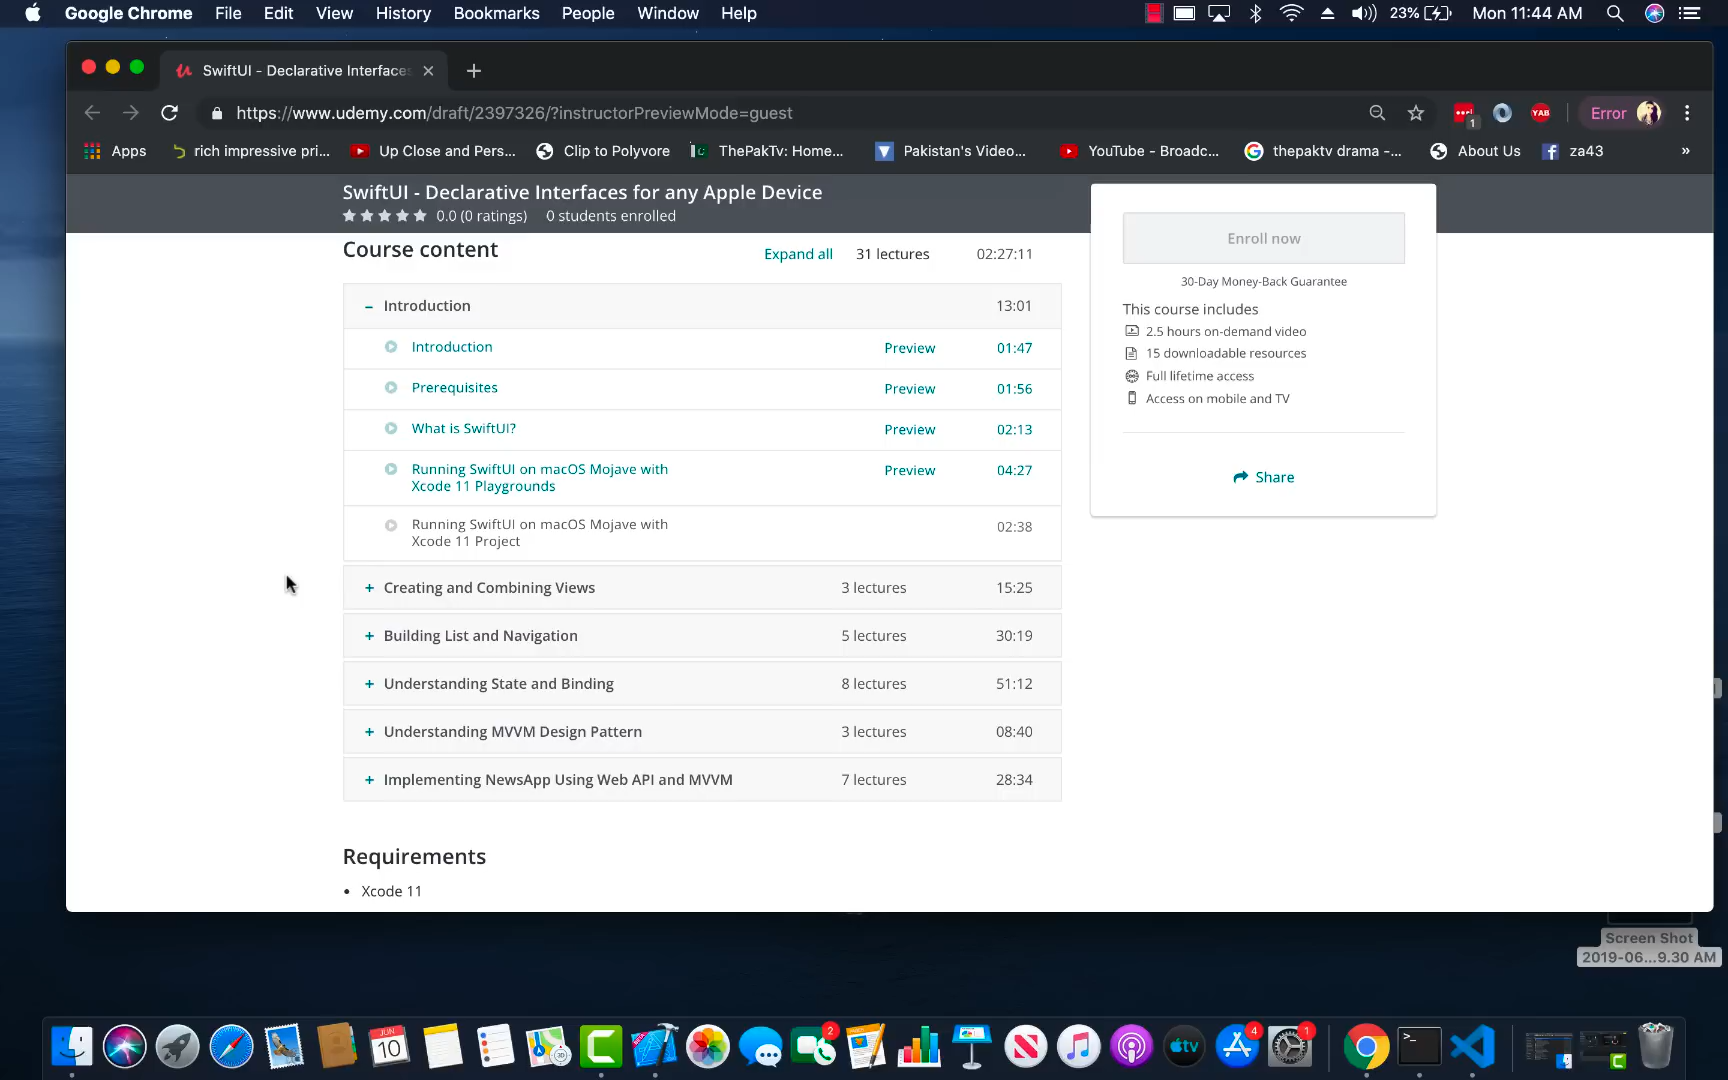 Google Chrome File Edit View History Bookmarks People Window Help 23% Mon 11:44 AM
SwiftUI - Declarative Interfaces
https://www.udemy.com/draft/2397326/?instructorPreviewMode=guest 1 YAB Error
Apps rich impressive pri... Up Close and Pers... Clip to Polyvore ThePakTv: Home... Pakistan's Video... YouTube - Broadc... thepaktv drama -... About Us za43 »
SwiftUI - Declarative Interfaces for any Apple Device
0.0 (0 ratings) 0 students enrolled
Course content Expand all 31 lectures 02:27:11
Introduction 13:01
Introduction Preview 01:47
Prerequisites Preview 01:56
What is SwiftUI? Preview 02:13
Running SwiftUI on macOS Mojave with Preview 04:27
Xcode 11 Playgrounds
Running SwiftUI on macOS Mojave with 02:38
Xcode 11 Project
+ Creating and Combining Views 3 lectures 15:25
+ Building List and Navigation 5 lectures 30:19
+ Understanding State and Binding 8 lectures 51:12
+ Understanding MVVM Design Pattern 3 lectures 08:40
+ Implementing NewsApp Using Web API and MVVM 7 lectures 28:34
Requirements
• Xcode 11
Enroll now
30-Day Money-Back Guarantee
This course includes
2.5 hours on-demand video
15 downloadable resources
Full lifetime access
Access on mobile and TV
Share
Screen Shot
2019-06...9.30 AM
JUN
10
3D
2
tv
4
1